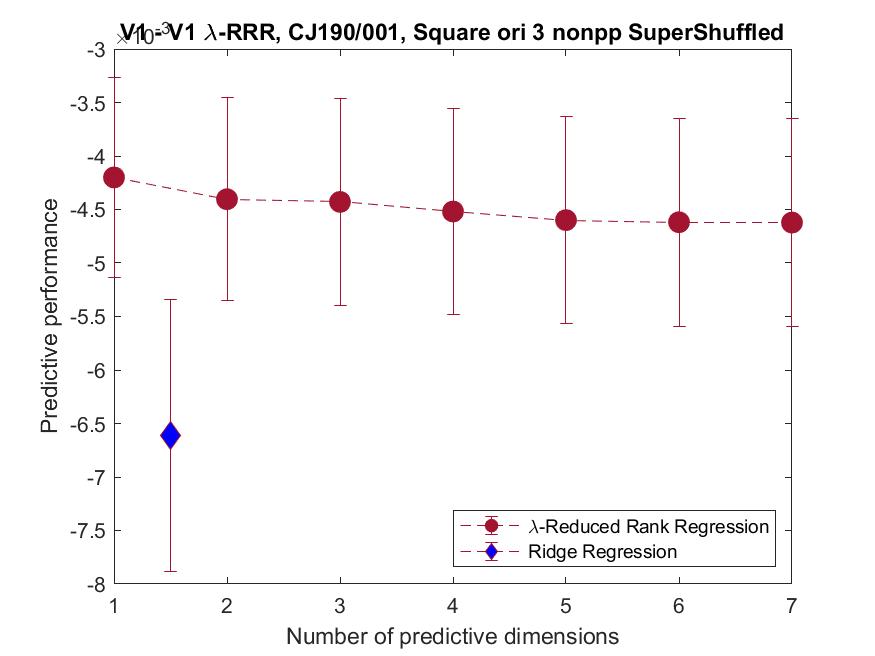 V1 - V1 λ-RRR, CJ190/001, Square ori 3 nonpp SuperShuffled
×10-3
-3
-3.5
-4
-4.5
-5
-5.5
-6
-6.5
-7
-7.5
-8
Predictive performance
λ-Reduced Rank Regression
Ridge Regression
1 2 3 4 5 6 7
Number of predictive dimensions